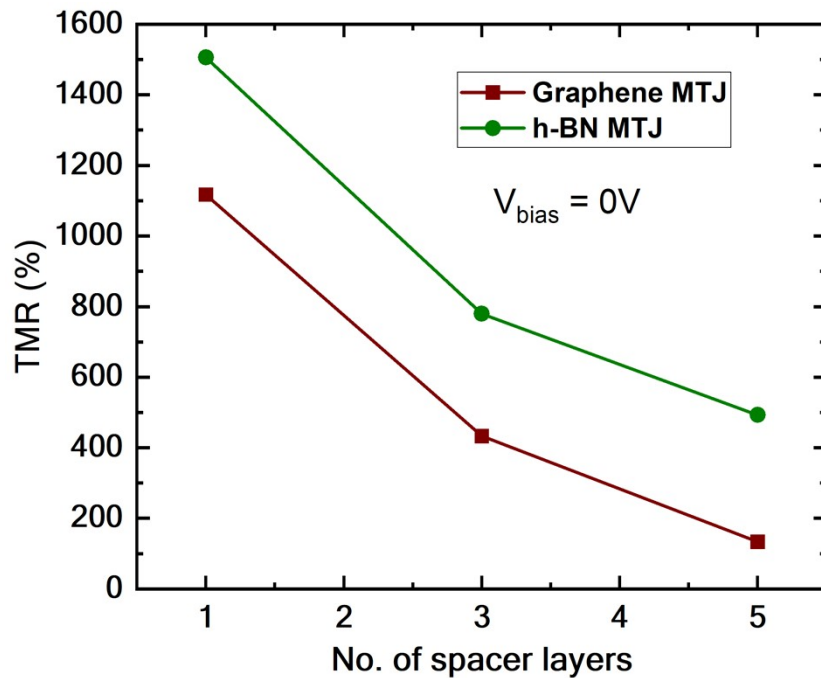 1600
1400
1200
1000
800
600
400
200
0
TMR (%)
Graphene MTJ
h-BN MTJ
V_bias = 0V
1 2 3 4 5
No. of spacer layers